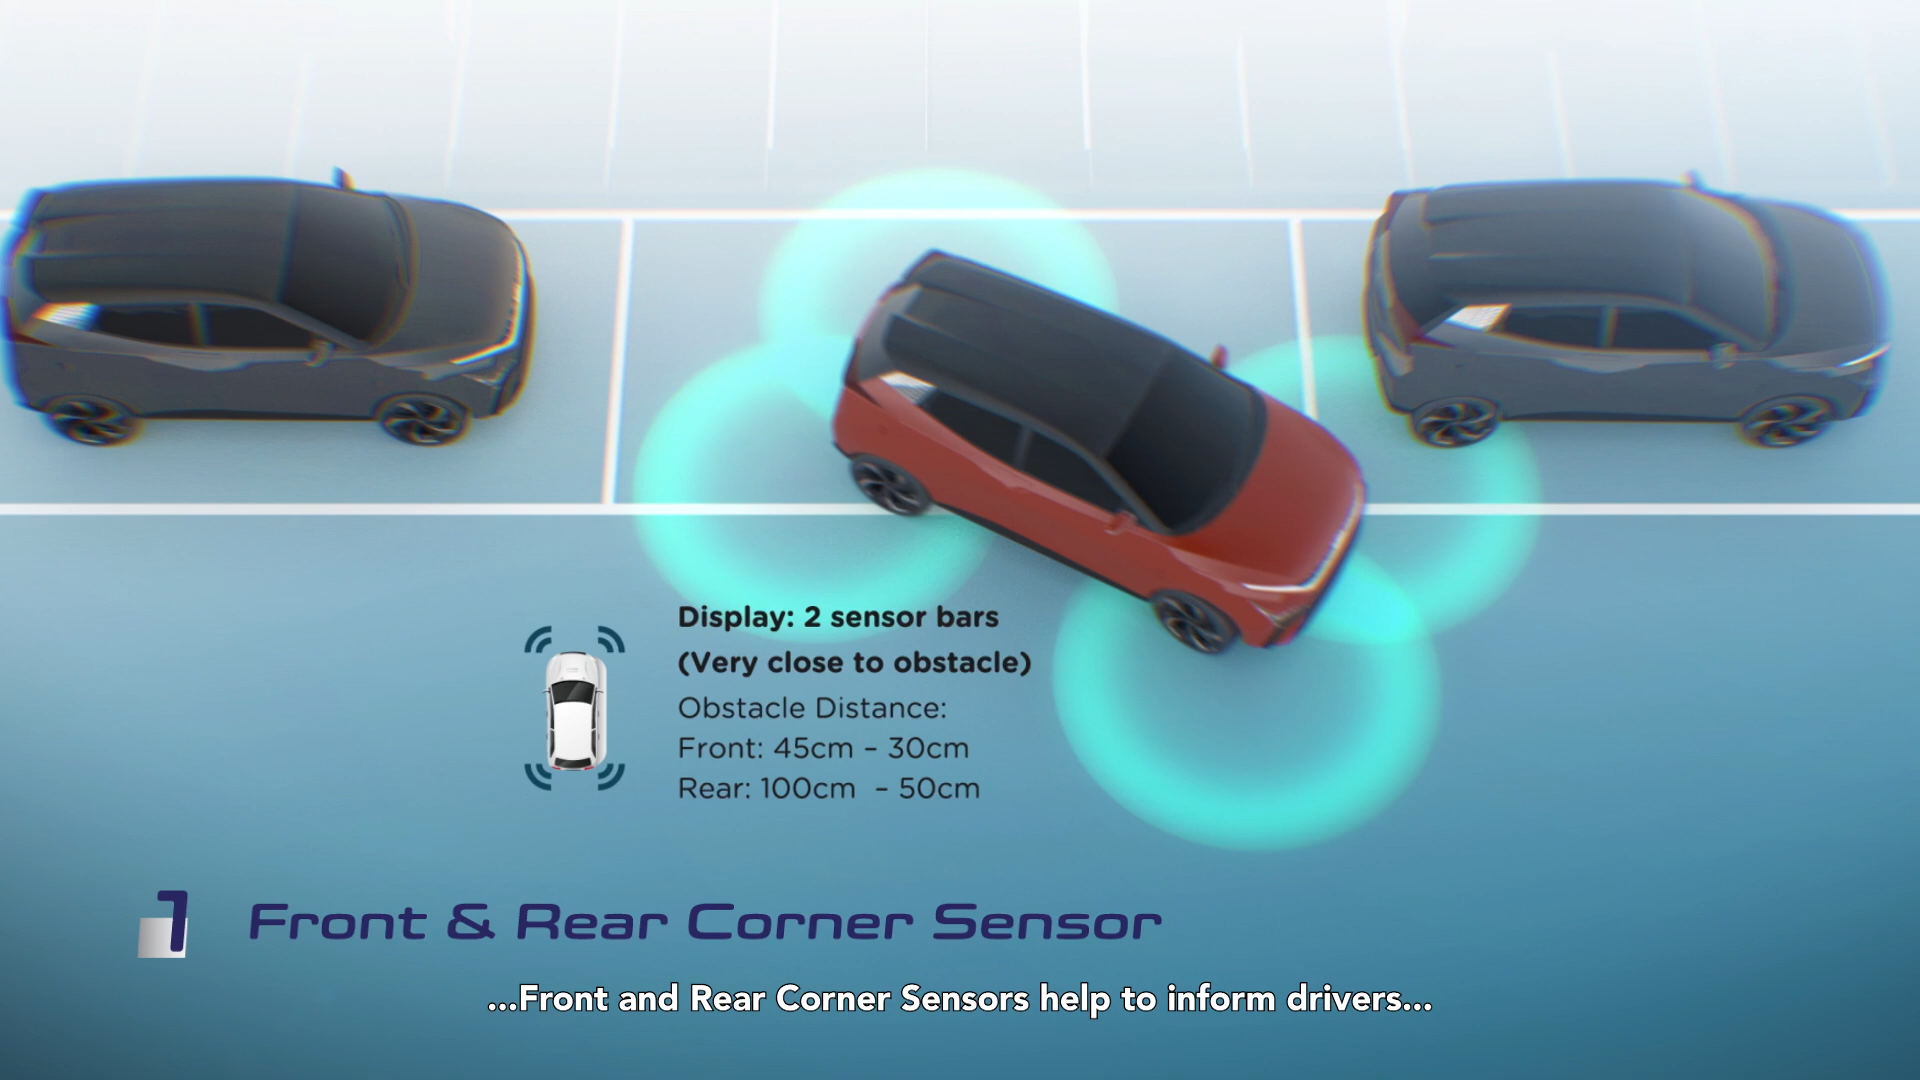 Display: 2 sensor bars
(Very close to obstacle)
Obstacle Distance:
Front: 45cm – 30cm
Rear: 100cm – 50cm
1 Front & Rear Corner Sensor
...Front and Rear Corner Sensors help to inform drivers...